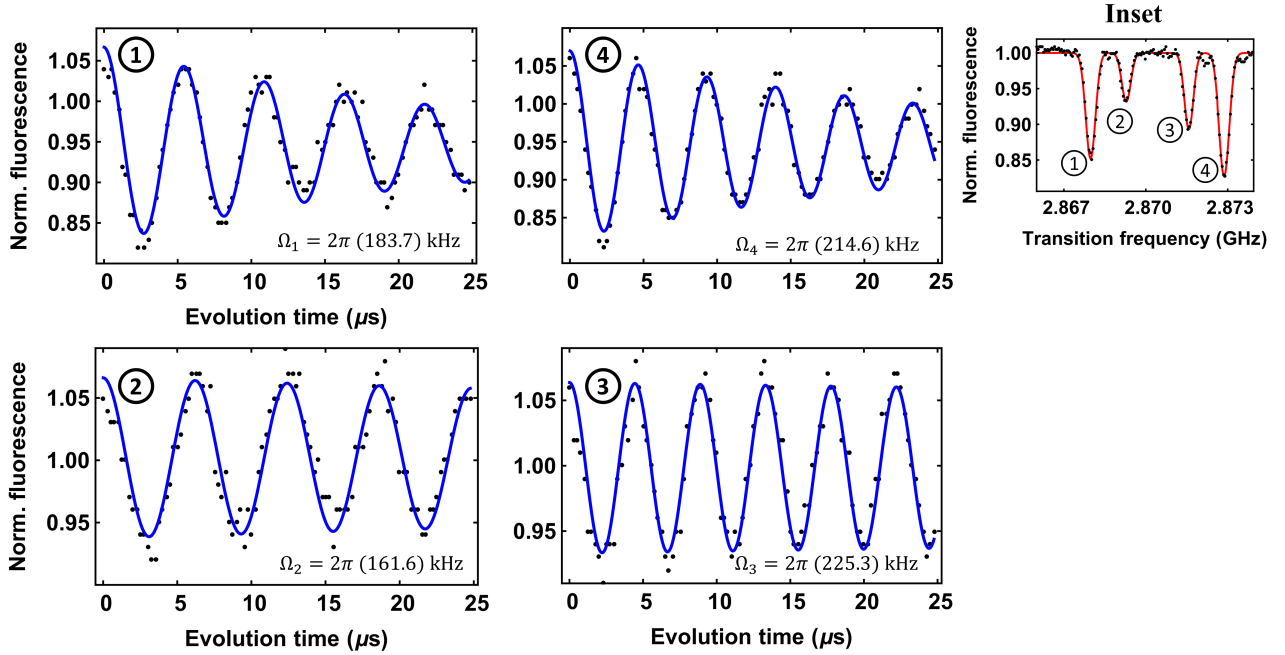 Inset
Norm. fluorescence
1.05
1.00
0.95
0.90
0.85
1
Ω₁ = 2π (183.7) kHz
0 5 10 15 20 25
Evolution time (µs)
1.05
1.00
0.95
0.90
0.85
4
Ω₄ = 2π (214.6) kHz
0 5 10 15 20 25
Evolution time (µs)
Norm. fluorescence
1.00
0.95
0.90
0.85
1
2
3
4
2.867 2.870 2.873
Transition frequency (GHz)
Norm. fluorescence
1.05
1.00
0.95
2
Ω₂ = 2π (161.6) kHz
0 5 10 15 20 25
Evolution time (µs)
1.05
1.00
0.95
3
Ω₃ = 2π (225.3) kHz
0 5 10 15 20 25
Evolution time (µs)